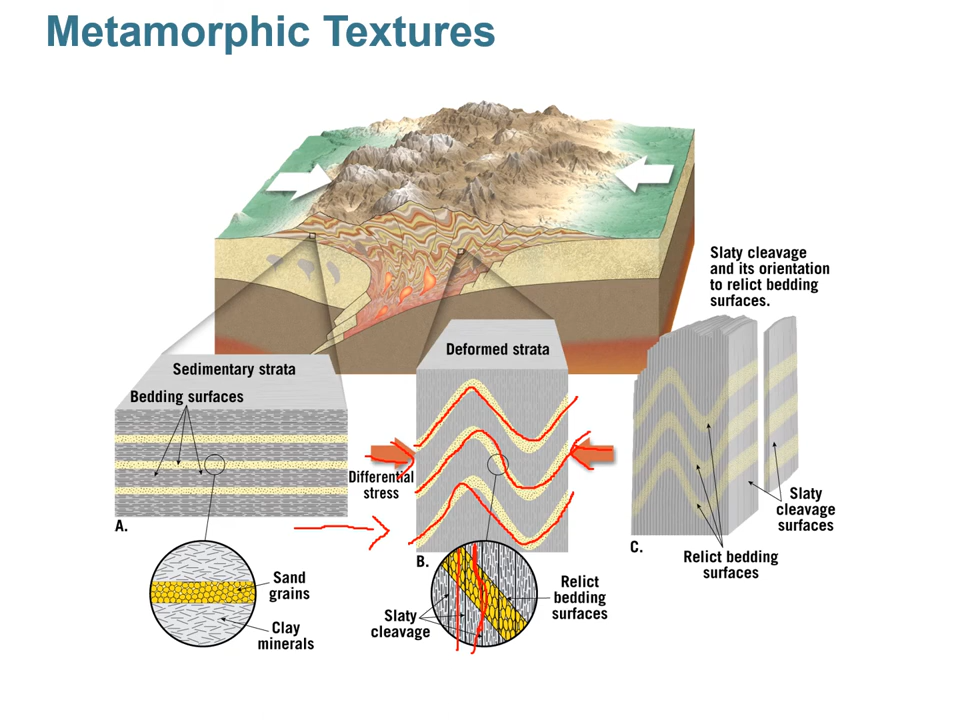 Metamorphic Textures
Slaty cleavage
and its orientation
to relict bedding
surfaces.
Deformed strata
Sedimentary strata
Bedding surfaces
Differential
stress
Slaty
cleavage
surfaces
A.
B.
C.
Relict bedding
surfaces
Sand
grains
Clay
minerals
Slaty
cleavage
Relict
bedding
surfaces